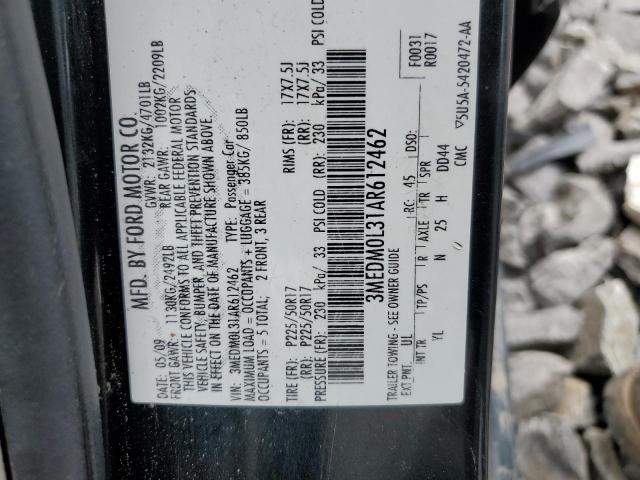 MFD. BY FORD MOTOR CO.
DATE: 05/09 GVWR: 2132KG/4701LB
FRONT GAWR: 1130KG/2492LB REAR GAWR: 1002KG/2209LB
THIS VEHICLE CONFORMS TO ALL APPLICABLE FEDERAL MOTOR
VEHICLE SAFETY, BUMPER, AND THEFT PREVENTION STANDARDS
IN EFFECT ON THE DATE OF MANUFACTURE SHOWN ABOVE.
VIN: 3MEDM0L31AR612462 TYPE: Passenger Car
MAXIMUM LOAD = OCCUPANTS + LUGGAGE = 385KG/ 850LB
OCCUPANTS = 5 TOTAL: 2 FRONT, 3 REAR
TIRE (FR): P225/50R17 RIMS (FR): 17X7.5J
(RR): P225/50R17 (RR): 17X7.5J
PRESSURE (FR): 230 kPa/ 33 PSI COLD (RR): 230 kPa/ 33 PSI COLD
3MEDM0L31AR612462
TRAILER TOWING - SEE OWNER GUIDE F0031
R0017
EXT PNT: UL RC: 45 DSO:
INT TR TP/PS R AXLE TR SPR
YL N 25 H DD44
CMC ▽5U5A-5420472-AA